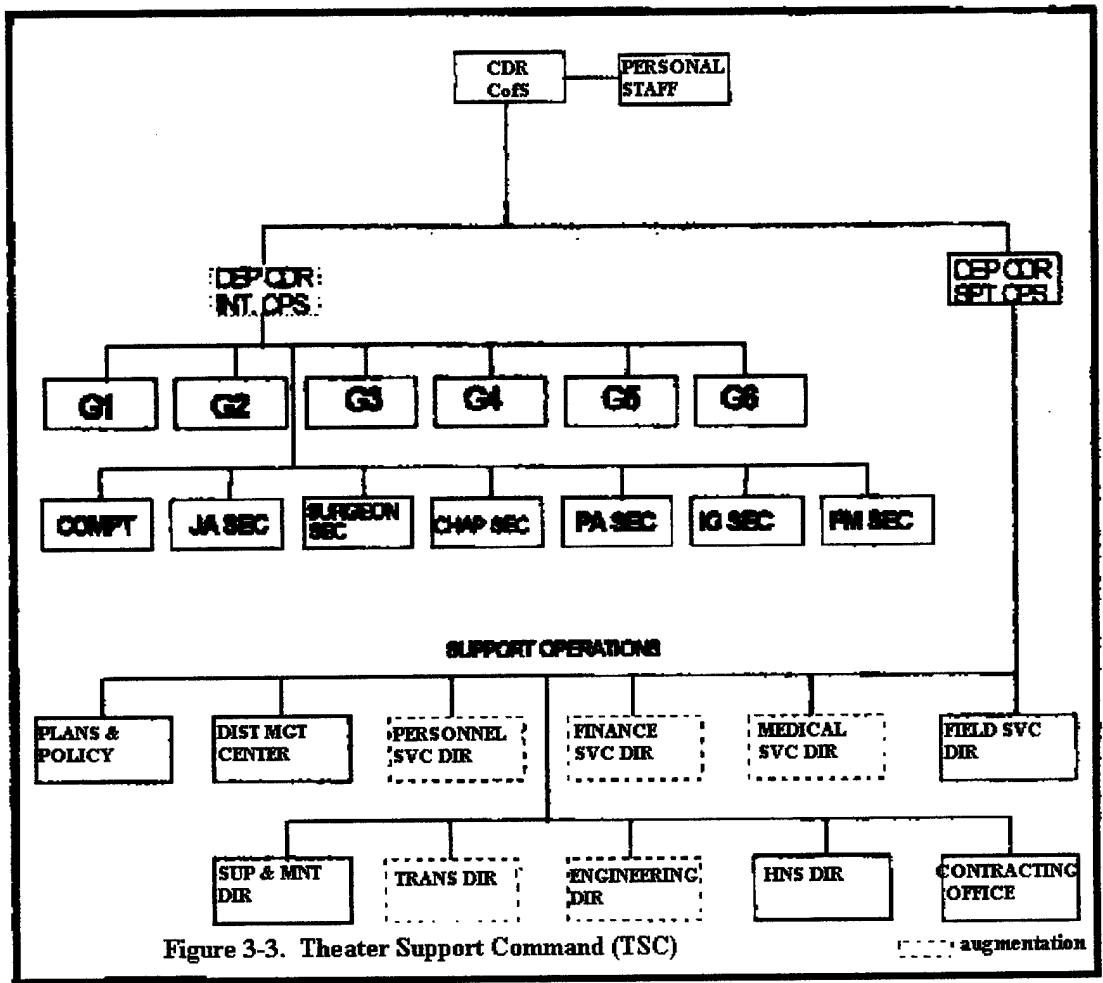 CDR
CofS
PERSONAL
STAFF
DEP CDR
INT. OPS
DEP CDR
SPT. OPS
G1
G2
G3
G4
G5
G6
COMPT
JA SEC
SURGEON
SEC
CHAP SEC
PA SEC
IG SEC
PM SEC
SUPPORT OPERATIONS
PLANS &
POLICY
DIST MGT
CENTER
PERSONNEL
SVC DIR
FINANCE
SVC DIR
MEDICAL
SVC DIR
FIELD SVC
DIR
SUP & MNT
DIR
TRANS DIR
ENGINEERING
DIR
HNS DIR
CONTRACTING
OFFICE
Figure 3-3. Theater Support Command (TSC)
augmentation